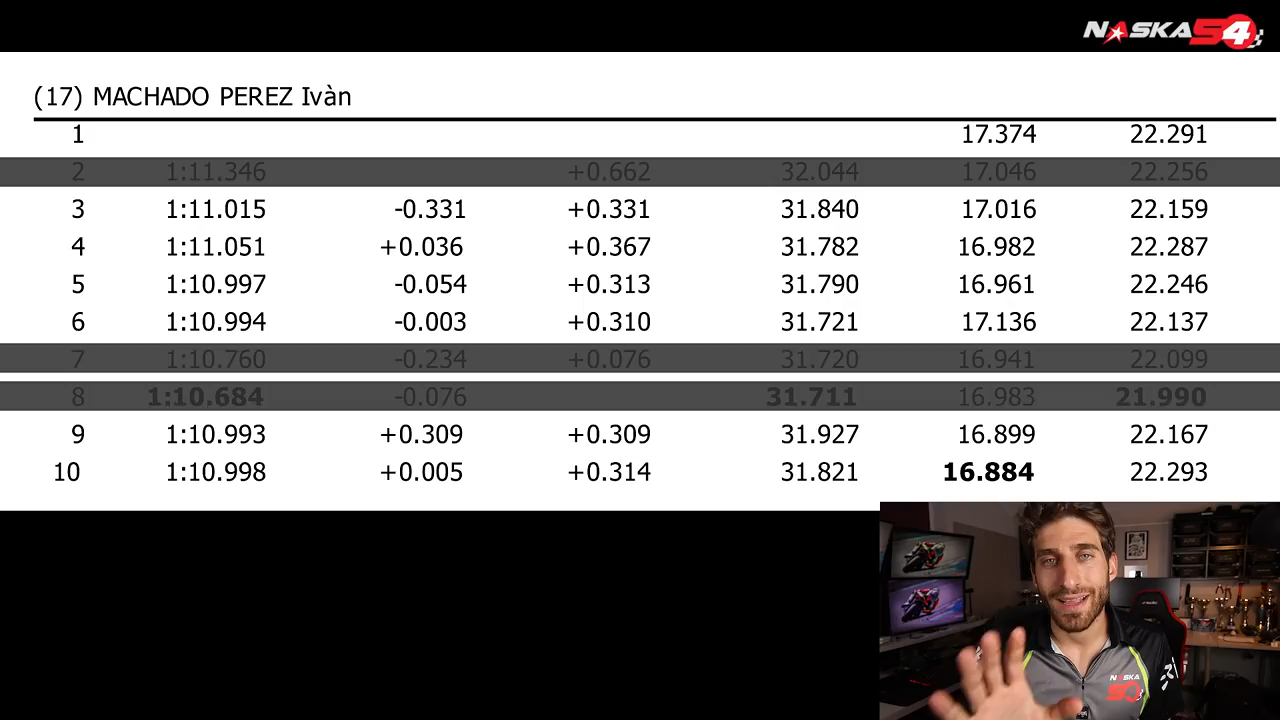 NASKA 54
(17) MACHADO PEREZ Ivàn
1 17.374 22.291
2 1:11.346 +0.662 32.044 17.046 22.256
3 1:11.015 -0.331 +0.331 31.840 17.016 22.159
4 1:11.051 +0.036 +0.367 31.782 16.982 22.287
5 1:10.997 -0.054 +0.313 31.790 16.961 22.246
6 1:10.994 -0.003 +0.310 31.721 17.136 22.137
7 1:10.760 -0.234 +0.076 31.720 16.941 22.099
8 1:10.684 -0.076 31.711 16.983 21.990
9 1:10.993 +0.309 +0.309 31.927 16.899 22.167
10 1:10.998 +0.005 +0.314 31.821 16.884 22.293
NASKA